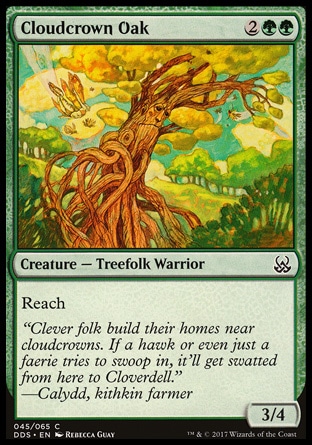 Cloudcrown Oak 2
Creature — Treefolk Warrior
Reach
“Clever folk build their homes near
cloudcrowns. If a hawk or even just a
faerie tries to swoop in, it’ll get swatted
from here to Cloverdell.”
—Calydd, kithkin farmer
3/4
045/065 C
DDS • EN Rebecca Guay
™ & © 2017 Wizards of the Coast